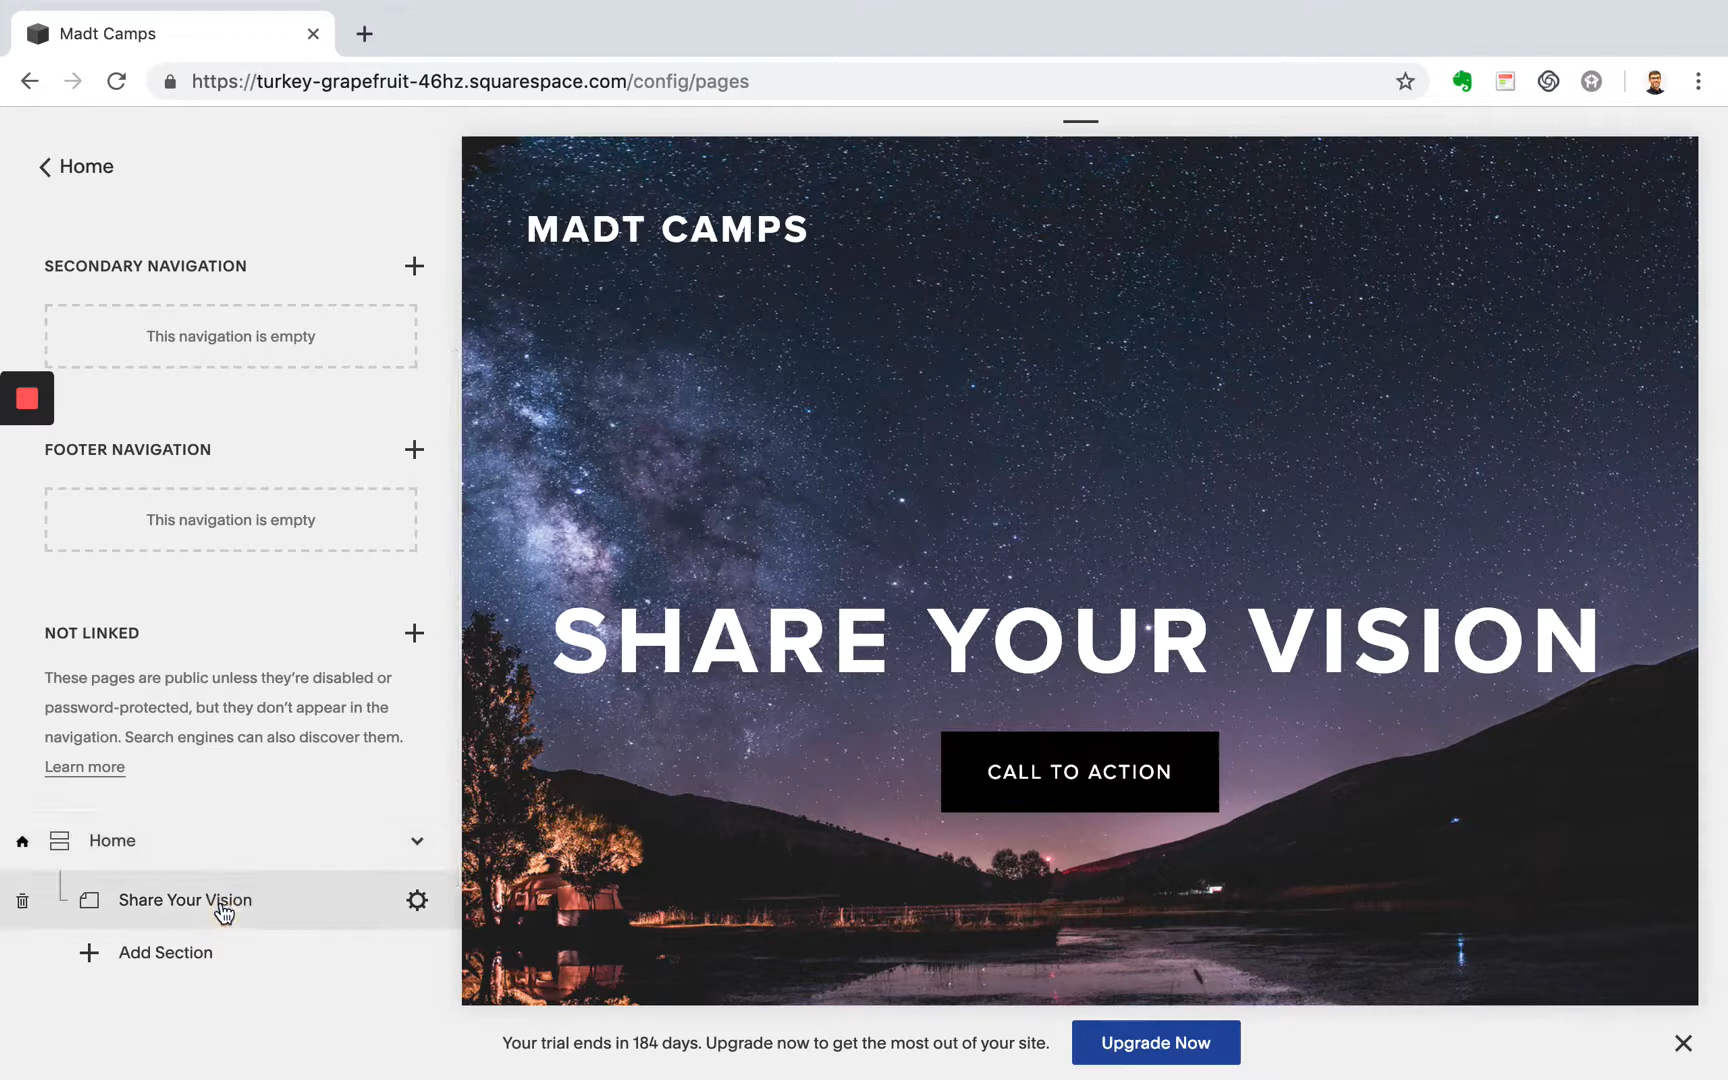 Madt Camps
https://turkey-grapefruit-46hz.squarespace.com/config/pages
Home
SECONDARY NAVIGATION
This navigation is empty
FOOTER NAVIGATION
This navigation is empty
NOT LINKED
These pages are public unless they're disabled or
password-protected, but they don't appear in the
navigation. Search engines can also discover them.
Learn more
Home
Share Your Vision
Add Section
MADT CAMPS
SHARE YOUR VISION
CALL TO ACTION
Your trial ends in 184 days. Upgrade now to get the most out of your site.
Upgrade Now